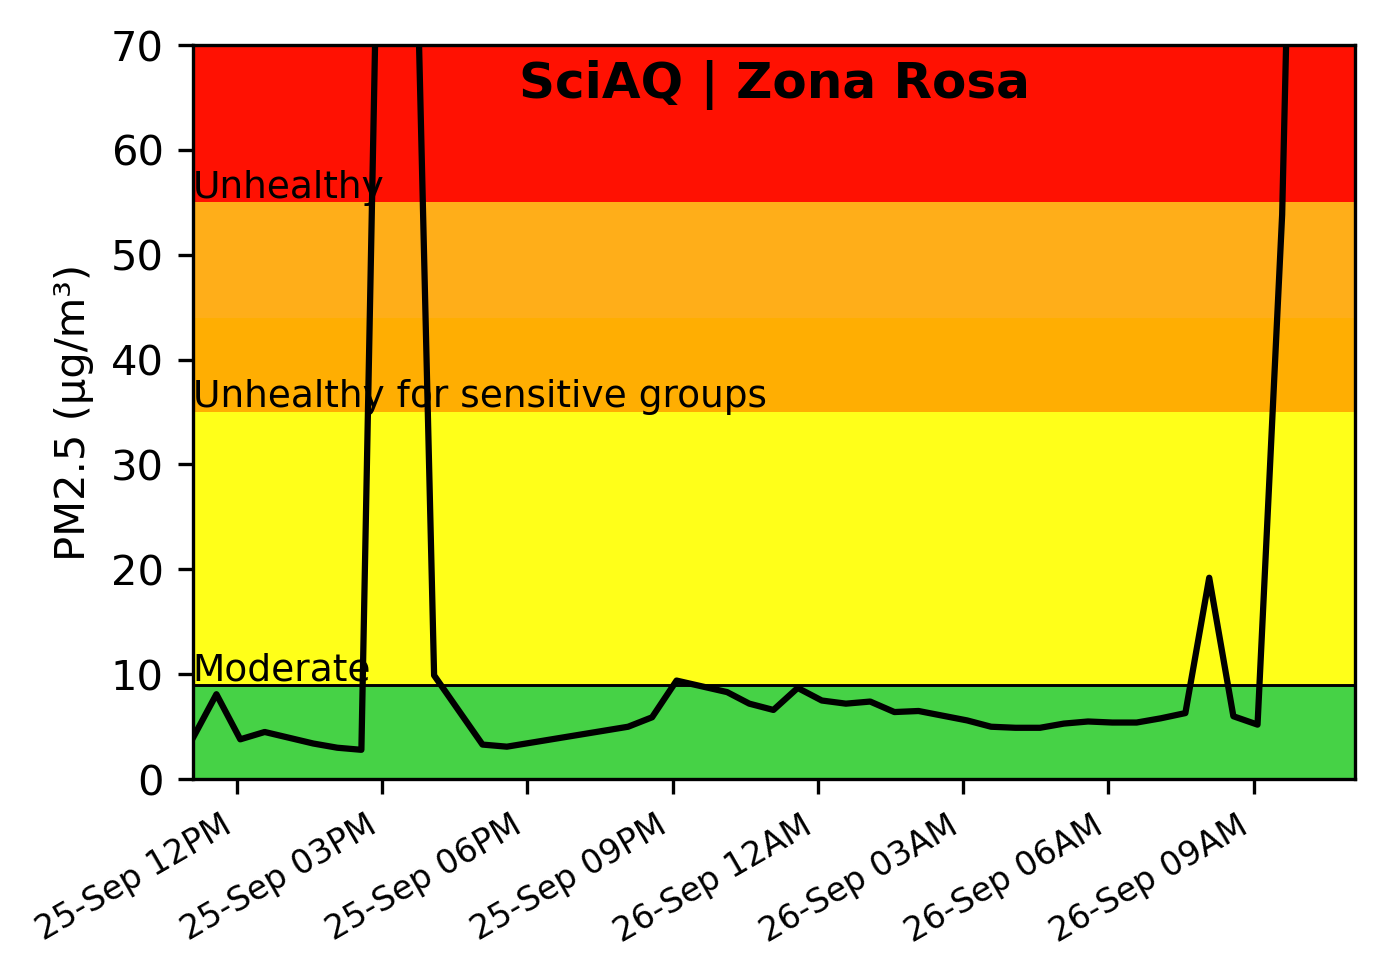 SciAQ | Zona Rosa
70
60
Unhealthy
50
40
Unhealthy for sensitive groups
30
20
10
Moderate
0
PM2.5 (µg/m³)
25-Sep 12PM
25-Sep 03PM
25-Sep 06PM
25-Sep 09PM
26-Sep 12AM
26-Sep 03AM
26-Sep 06AM
26-Sep 09AM